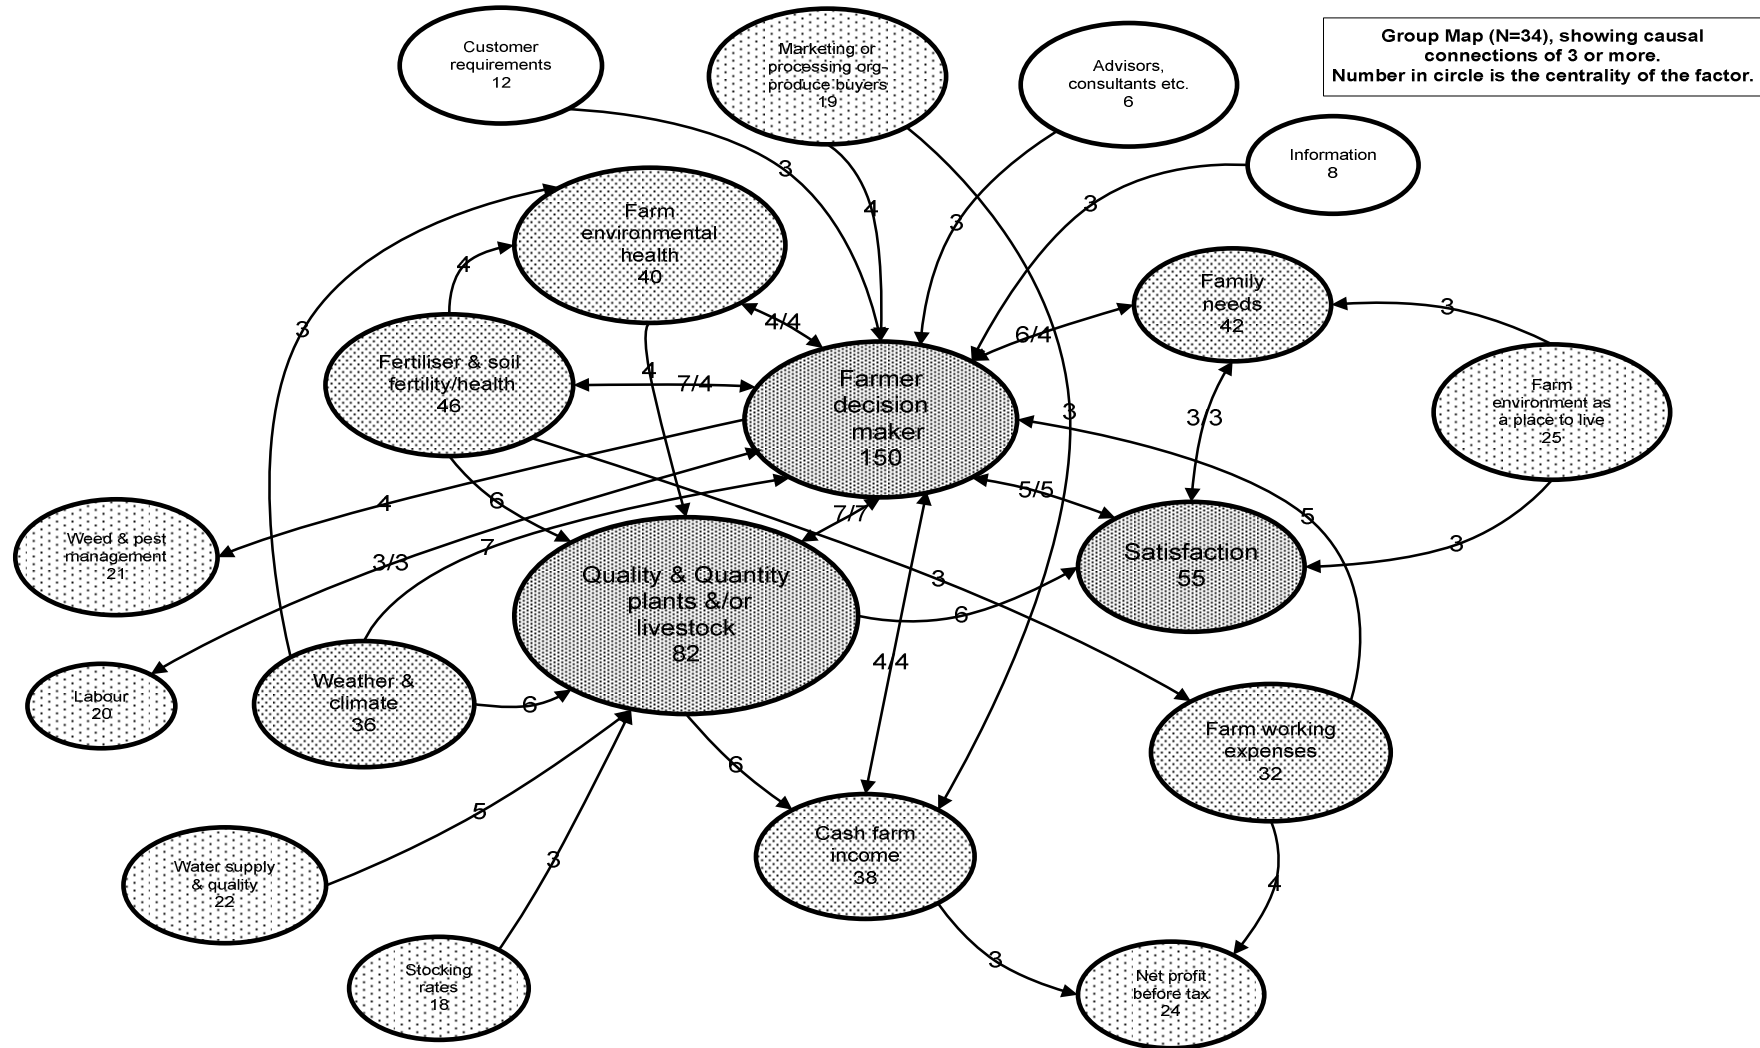 Customer
requirements
12
Marketing or
processing org-
produce buyers
19
Advisors,
consultants etc.
6
Group Map (N=34), showing causal
connections of 3 or more.
Number in circle is the centrality of the factor.
Information
8
3
4
3
3
Farm
environmental
health
40
4
3
4/4
6/4
Family
needs
42
3
Fertiliser & soil
fertility/health
46
4
7/4
Farmer
decision
maker
150
3
3/3
Farm
environment as
a place to live
25
4
6
7/7
5/5
5
3
Weed & pest
management
21
3/3
7
Quality & Quantity
plants &/or
livestock
82
3
6
Satisfaction
55
Labour
20
Weather &
climate
36
6
4/4
6
Farm working
expenses
32
5
3
Cash farm
income
38
4
Water supply
& quality
22
3
Stocking
rates
18
Net profit
before tax
24